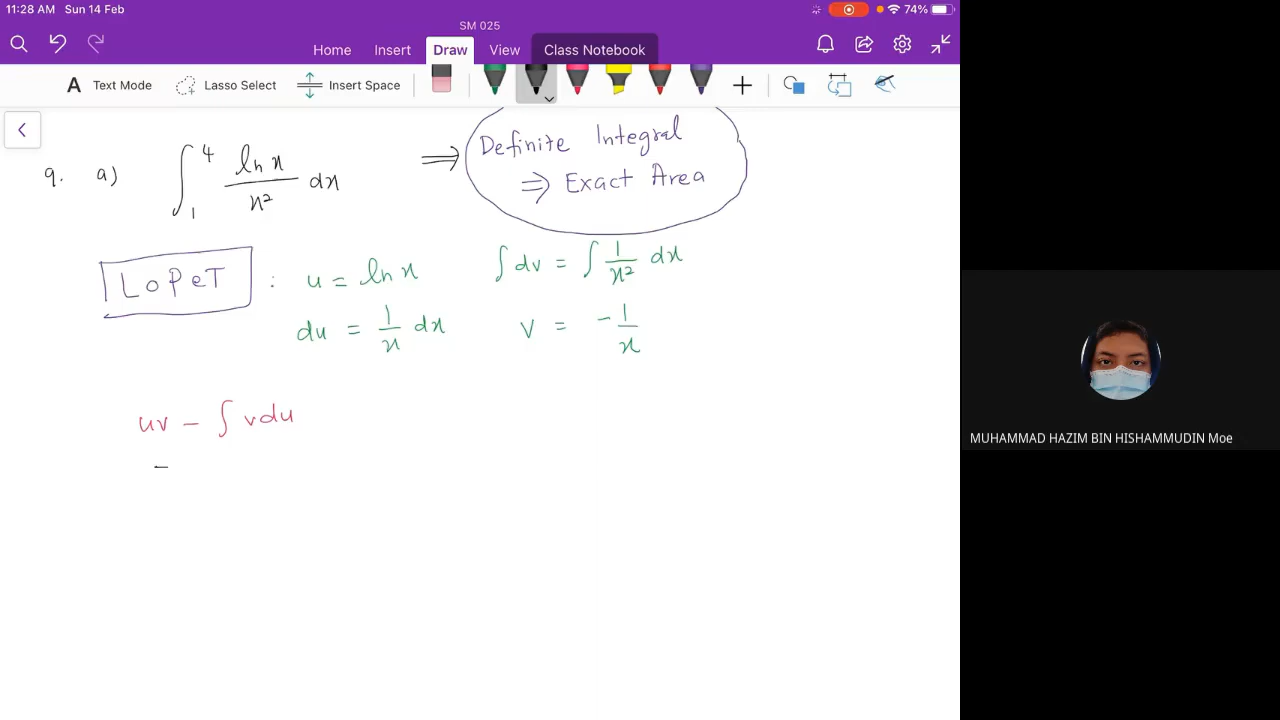 11:28 AM Sun 14 Feb 74%
SM 025
Home Insert Draw View Class Notebook
Text Mode Lasso Select Insert Space
9. a) ∫₁⁴ ln x / x² dx ⇒ Definite Integral
⇒ Exact Area
LoPeT : u = ln x ∫ dv = ∫ 1/x² dx
du = 1/x dx v = -1/x
uv - ∫ v du
MUHAMMAD HAZIM BIN HISHAMMUDIN Moe